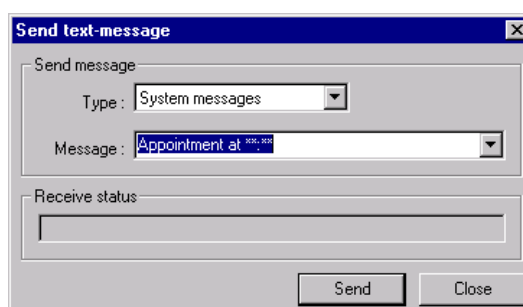 Send text-message
Send message
Type : System messages
Message : Appointment at **:**
Receive status
Send Close